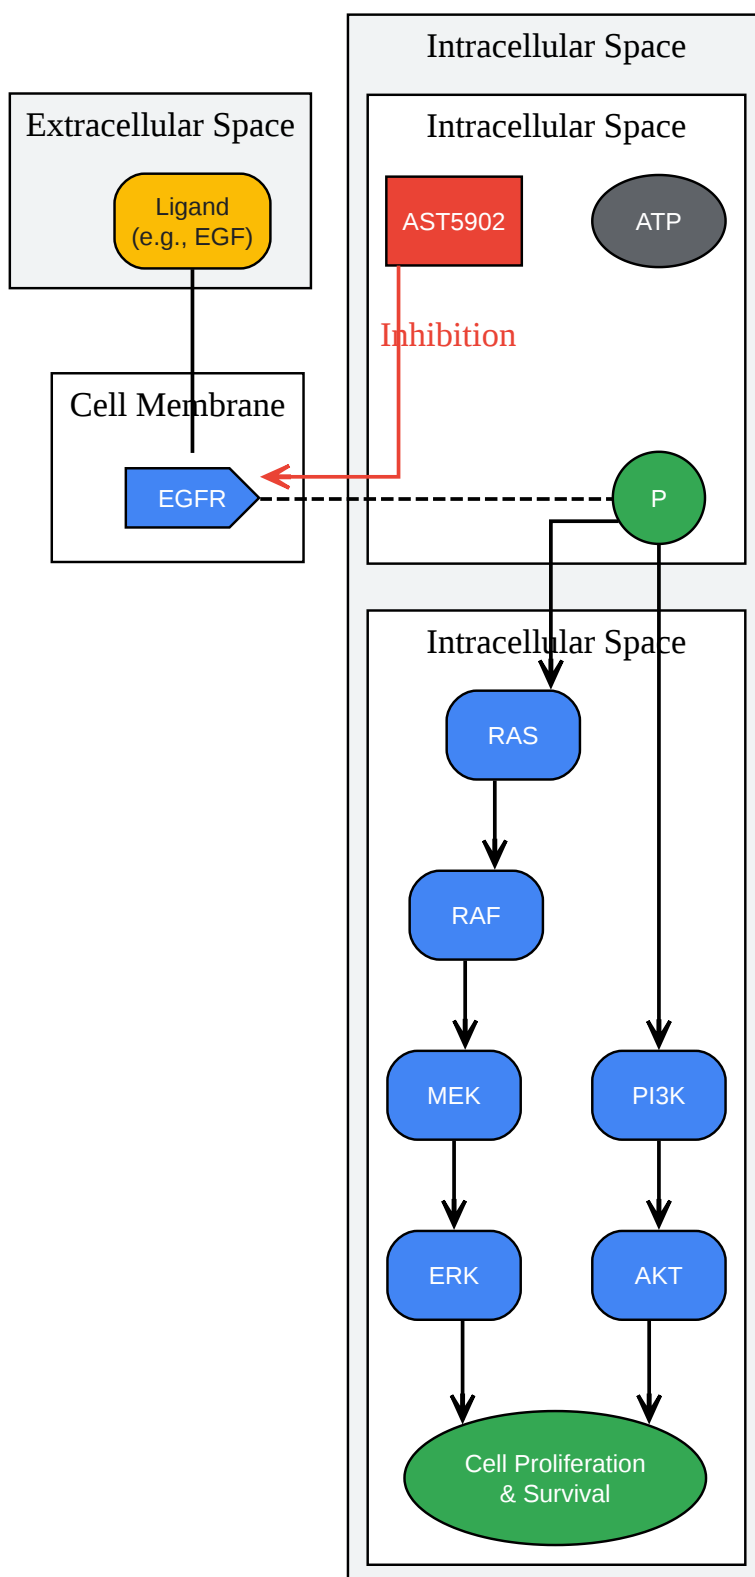 Intracellular Space
Extracellular Space
Intracellular Space
Ligand
(e.g., EGF)
AST5902
ATP
Inhibition
Cell Membrane
EGFR
P
Intracellular Space
RAS
RAF
MEK
PI3K
ERK
AKT
Cell Proliferation
& Survival